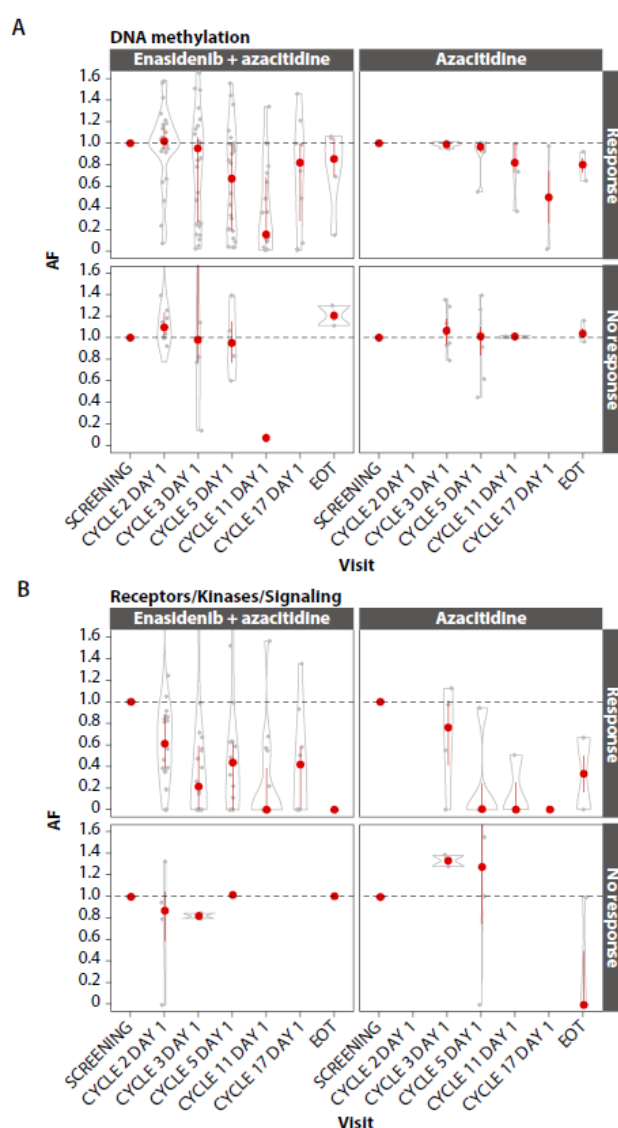 A
DNA methylation
Enasidenib + azacitidine
Azacitidine
1.6
1.4
1.2
1.0
0.8
0.6
0.4
0.2
0
Response
AF
1.6
1.4
1.2
1.0
0.8
0.6
0.4
0.2
0
No response
SCREENING
CYCLE 2 DAY 1
CYCLE 3 DAY 1
CYCLE 5 DAY 1
CYCLE 11 DAY 1
CYCLE 17 DAY 1
EOT
SCREENING
CYCLE 2 DAY 1
CYCLE 3 DAY 1
CYCLE 5 DAY 1
CYCLE 11 DAY 1
CYCLE 17 DAY 1
EOT
Visit
B
Receptors/Kinases/Signaling
Enasidenib + azacitidine
Azacitidine
1.6
1.4
1.2
1.0
0.8
0.6
0.4
0.2
0
Response
AF
1.6
1.4
1.2
1.0
0.8
0.6
0.4
0.2
0
No response
SCREENING
CYCLE 2 DAY 1
CYCLE 3 DAY 1
CYCLE 5 DAY 1
CYCLE 11 DAY 1
CYCLE 17 DAY 1
EOT
SCREENING
CYCLE 2 DAY 1
CYCLE 3 DAY 1
CYCLE 5 DAY 1
CYCLE 11 DAY 1
CYCLE 17 DAY 1
EOT
Visit